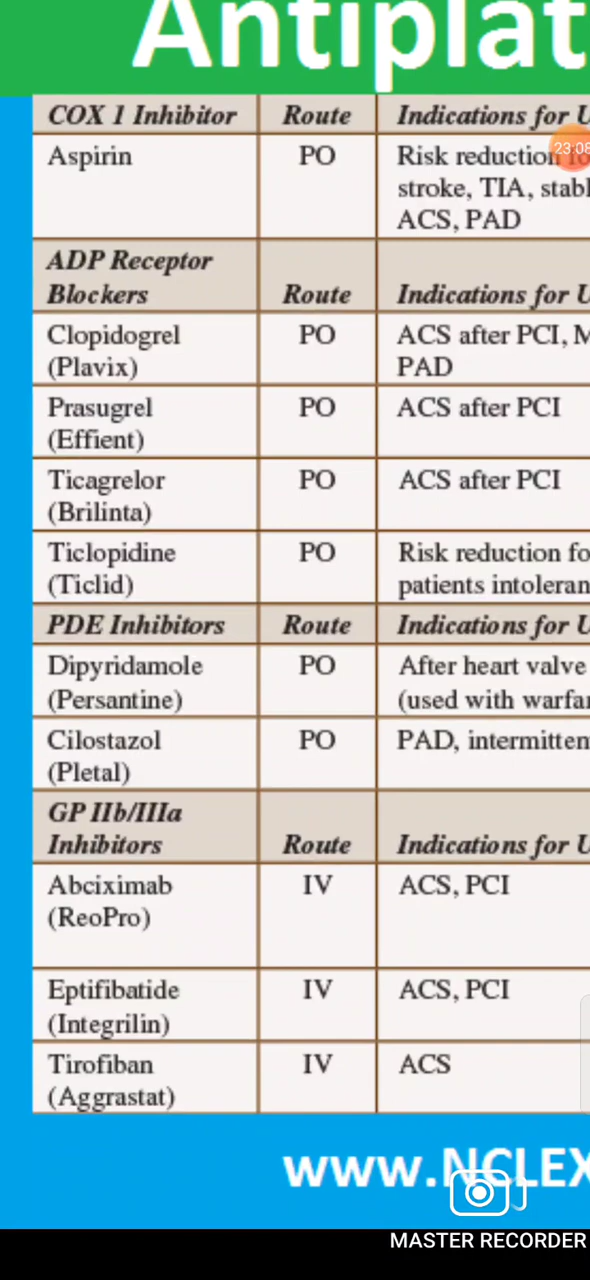 Antiplat
COX 1 Inhibitor Route Indications for U
23:08
Aspirin PO Risk reduction fo
stroke, TIA, stabl
ACS, PAD
ADP Receptor
Blockers Route Indications for U
Clopidogrel PO ACS after PCI, M
(Plavix) PAD
Prasugrel PO ACS after PCI
(Effient)
Ticagrelor PO ACS after PCI
(Brilinta)
Ticlopidine PO Risk reduction fo
(Ticlid) patients intoleran
PDE Inhibitors Route Indications for U
Dipyridamole PO After heart valve
(Persantine) (used with warfar
Cilostazol PO PAD, intermitten
(Pletal)
GP IIb/IIIa
Inhibitors Route Indications for U
Abciximab IV ACS, PCI
(ReoPro)
Eptifibatide IV ACS, PCI
(Integrilin)
Tirofiban IV ACS
(Aggrastat)
www.NCLEX
MASTER RECORDER